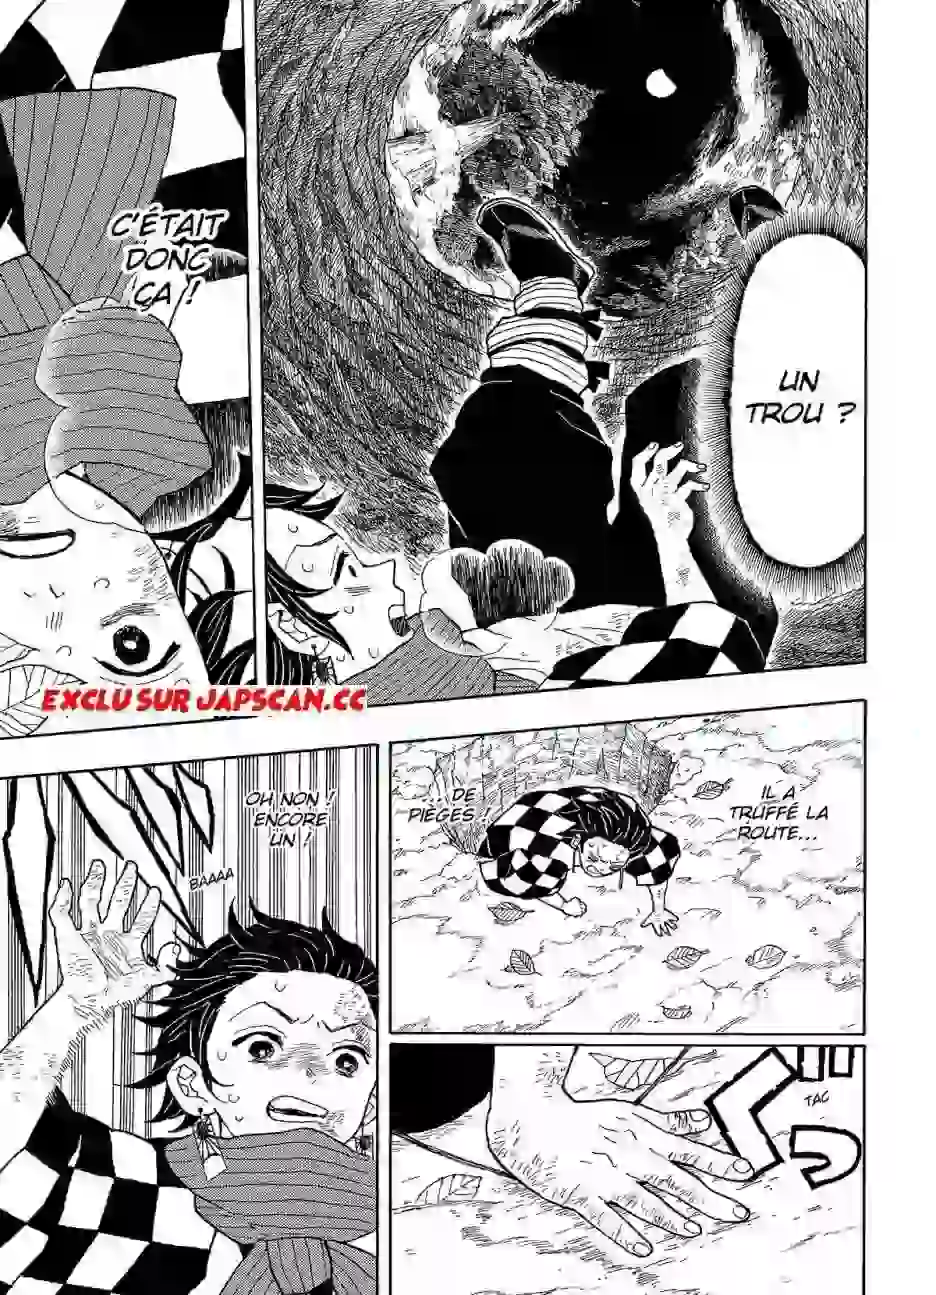 UN
TROU ?
C'ÉTAIT
DONC
ÇA !
EXCLU SUR JAPSCAN.CC
IL A
TRUFFÉ LA
ROUTE...
... DE
PIÈGES !
TAC
OH NON !
ENCORE
UN !
BAAAA